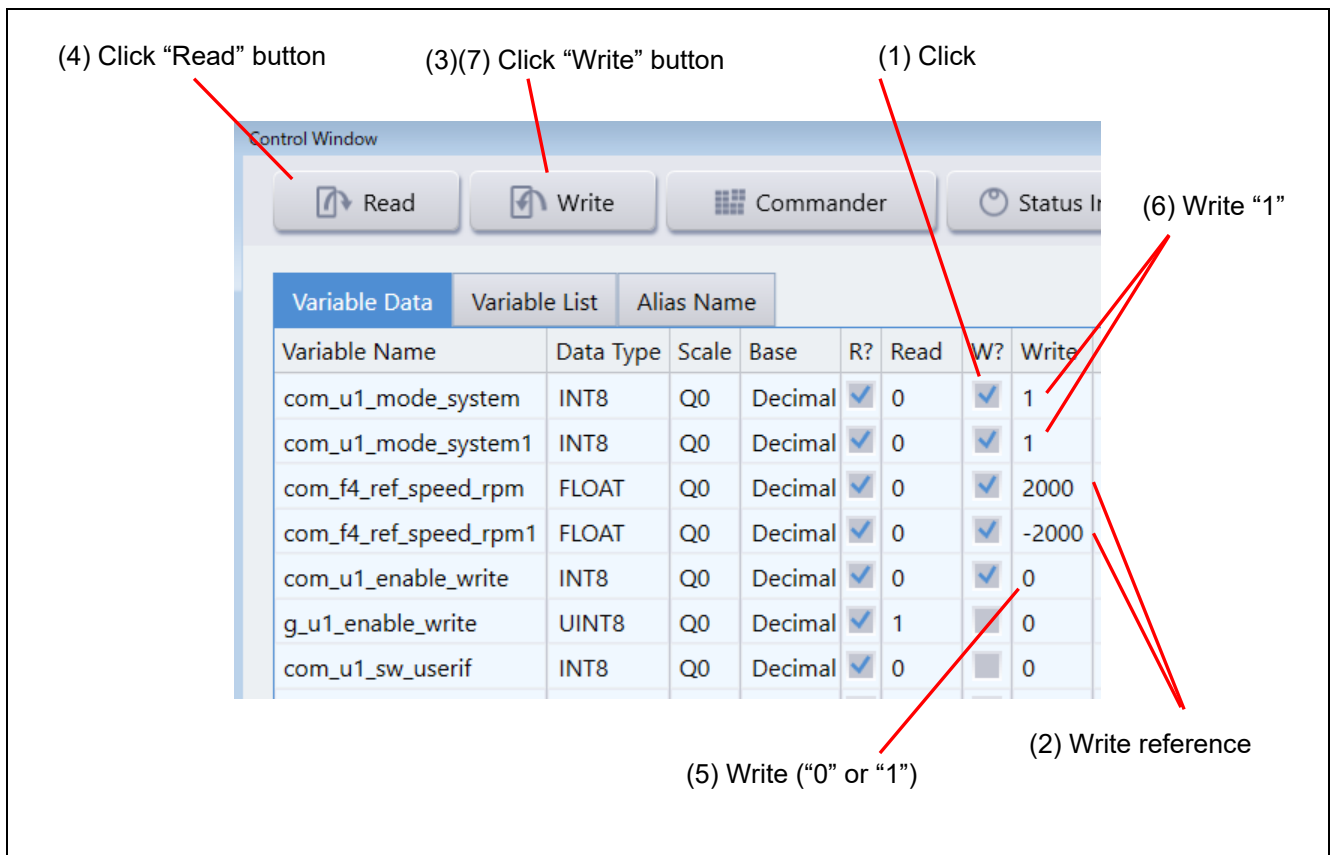 (4) Click “Read” button
(3)(7) Click “Write” button
(1) Click
Control Window
Read
Write
Commander
Status I
(6) Write “1”
Variable Data
Variable List
Alias Name
Variable Name Data Type Scale Base R? Read W? Write
com_u1_mode_system INT8 Q0 Decimal 0 1
com_u1_mode_system1 INT8 Q0 Decimal 0 1
com_f4_ref_speed_rpm FLOAT Q0 Decimal 0 2000
com_f4_ref_speed_rpm1 FLOAT Q0 Decimal 0 -2000
com_u1_enable_write INT8 Q0 Decimal 0 0
g_u1_enable_write UINT8 Q0 Decimal 1 0
com_u1_sw_userif INT8 Q0 Decimal 0 0
(2) Write reference
(5) Write (“0” or “1”)